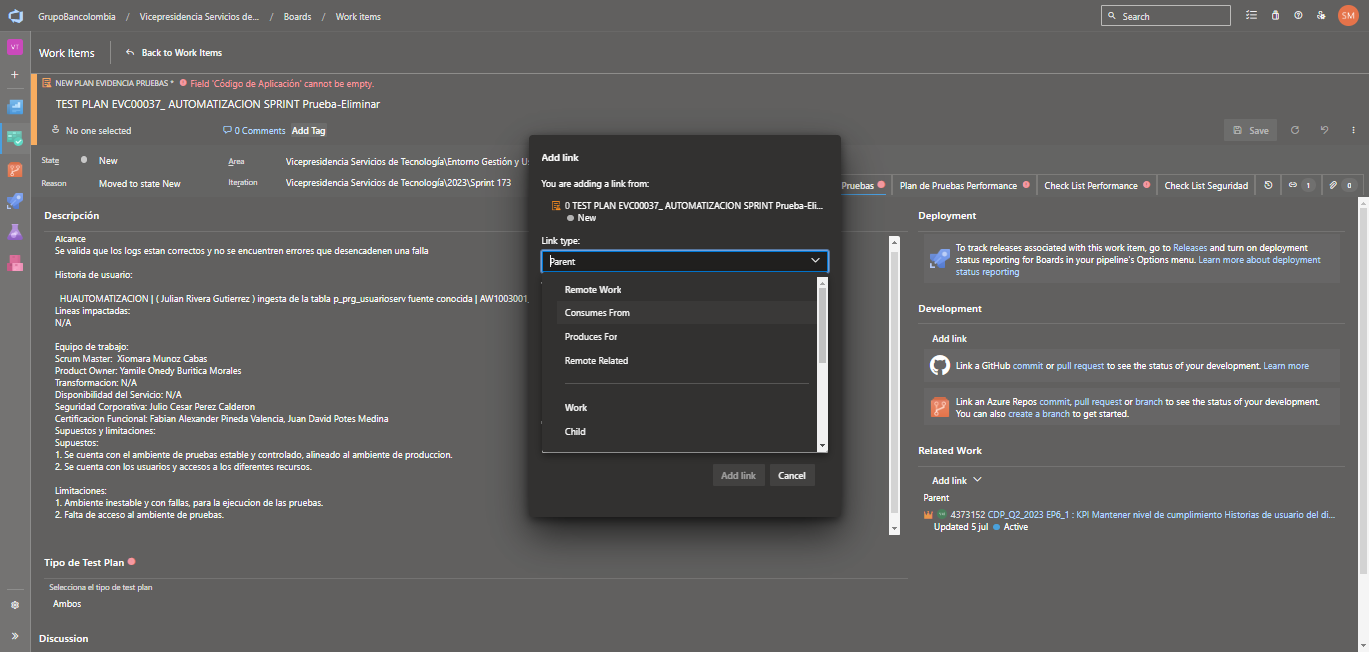 GrupoBancolombia / Vicepresidencia Servicios de... / Boards / Work items
Search
SM
VT
Work Items
Back to Work Items
NEW PLAN EVIDENCIA PRUEBAS * Field 'Código de Aplicación' cannot be empty.
TEST PLAN EVC00037_ AUTOMATIZACION SPRINT Prueba-Eliminar
No one selected
0 Comments
Add Tag
Save
State
New
Area
Vicepresidencia Servicios de Tecnología\Entorno Gestión y Us
Reason
Moved to state New
Iteration
Vicepresidencia Servicios de Tecnología\2023\Sprint 173
Pruebas
Plan de Pruebas Performance
Check List Performance
Check List Seguridad
1
0
Descripción
Alcance
Se valida que los logs estan correctos y no se encuentren errores que desencadenen una falla
Historia de usuario:
HUAUTOMATIZACION | ( Julian Rivera Gutierrez ) ingesta de la tabla p_prg_usuarioserv fuente conocida | AW1003001_
Lineas impactadas:
N/A
Equipo de trabajo:
Scrum Master: Xiomara Munoz Cabas
Product Owner: Yamile Onedy Buritica Morales
Transformacion: N/A
Disponibilidad del Servicio: N/A
Seguridad Corporativa: Julio Cesar Perez Calderon
Certificacion Funcional: Fabian Alexander Pineda Valencia, Juan David Potes Medina
Supuestos y limitaciones:
Supuestos:
1. Se cuenta con el ambiente de pruebas estable y controlado, alineado al ambiente de produccion.
2. Se cuenta con los usuarios y accesos a los diferentes recursos.
Limitaciones:
1. Ambiente inestable y con fallas, para la ejecucion de las pruebas.
2. Falta de acceso al ambiente de pruebas.
Tipo de Test Plan
Selecciona el tipo de test plan
Ambos
Discussion
Add link
You are adding a link from:
0 TEST PLAN EVC00037_ AUTOMATIZACION SPRINT Prueba-Eli...
New
Link type:
Parent
Remote Work
Consumes From
Produces For
Remote Related
Work
Child
Add link
Cancel
Deployment
To track releases associated with this work item, go to Releases and turn on deployment
status reporting for Boards in your pipeline's Options menu. Learn more about deployment
status reporting
Development
Add link
Link a GitHub commit or pull request to see the status of your development. Learn more
Link an Azure Repos commit, pull request or branch to see the status of your development.
You can also create a branch to get started.
Related Work
Add link
Parent
4373152 CDP_Q2_2023 EP6_1 : KPI Mantener nivel de cumplimiento Historias de usuario del di...
Updated 5 jul
Active